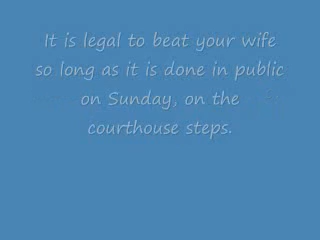 It is legal to beat your wife
so long as it is done in public
on Sunday, on the
courthouse steps.